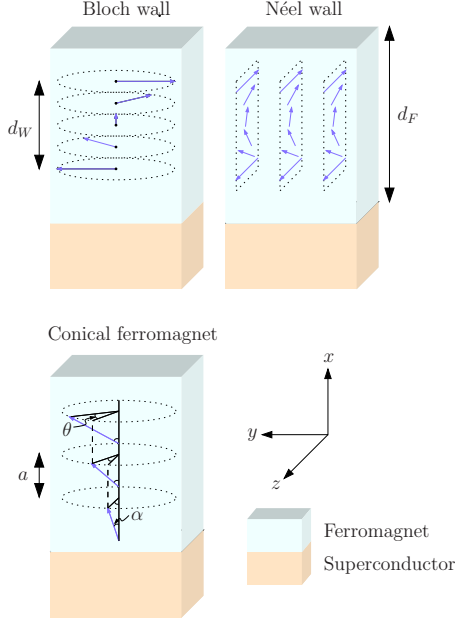 Bloch wall
Néel wall
d_W
d_F
Conical ferromagnet
θ
a
α
x
y
z
Ferromagnet
Superconductor